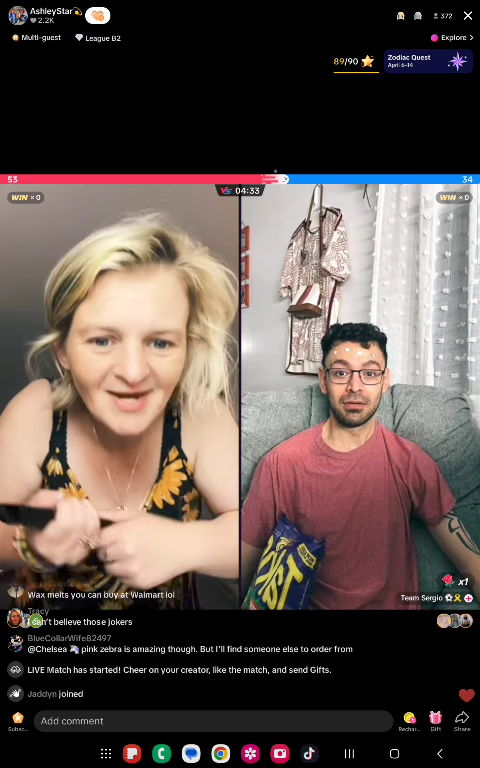 AshleyStar💫
2.2K
372
Multi-guest
League B2
Explore >
89/90
Zodiac Quest
April 6-14
53
34
VS 04:33
WIN × 0
WIN × 0
x1
Team Sergio
Wax melts you can buy at Walmart lol
Tracy
I can't believe those jokers
BlueCollarWife82497
@Chelsea 🦓 pink zebra is amazing though. But I'll find someone else to order from
LIVE Match has started! Cheer on your creator, like the match, and send Gifts.
Jaddyn joined
Add comment
Subsc...
Rechar...
Gift
Share